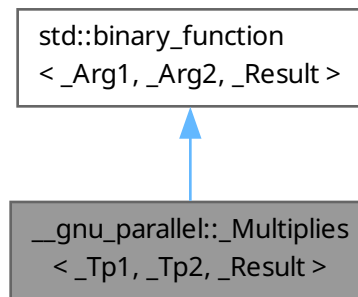 std::binary_function
< _Arg1, _Arg2, _Result >
__gnu_parallel::_Multiplies
< _Tp1, _Tp2, _Result >